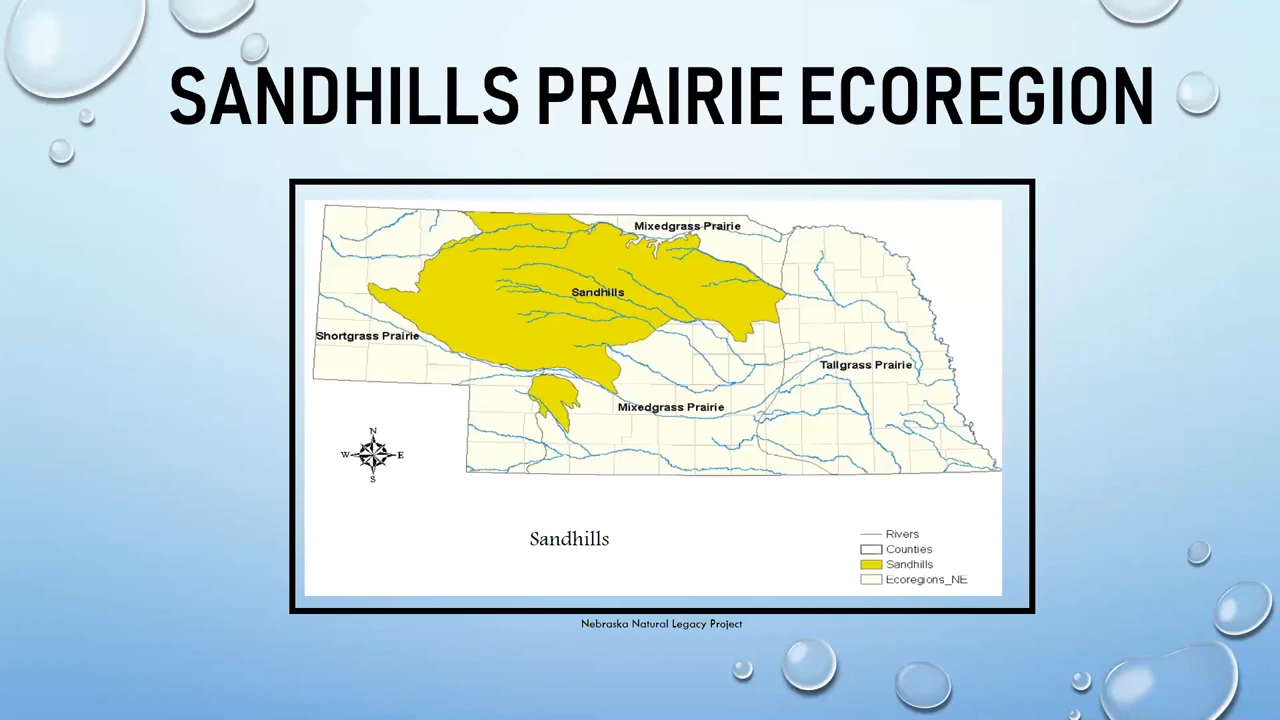 SANDHILLS PRAIRIE ECOREGION
Mixedgrass Prairie
Sandhills
Shortgrass Prairie
Tallgrass Prairie
Mixedgrass Prairie
N
W E
S
Sandhills
Rivers
Counties
Sandhills
Ecoregions_NE
Nebraska Natural Legacy Project